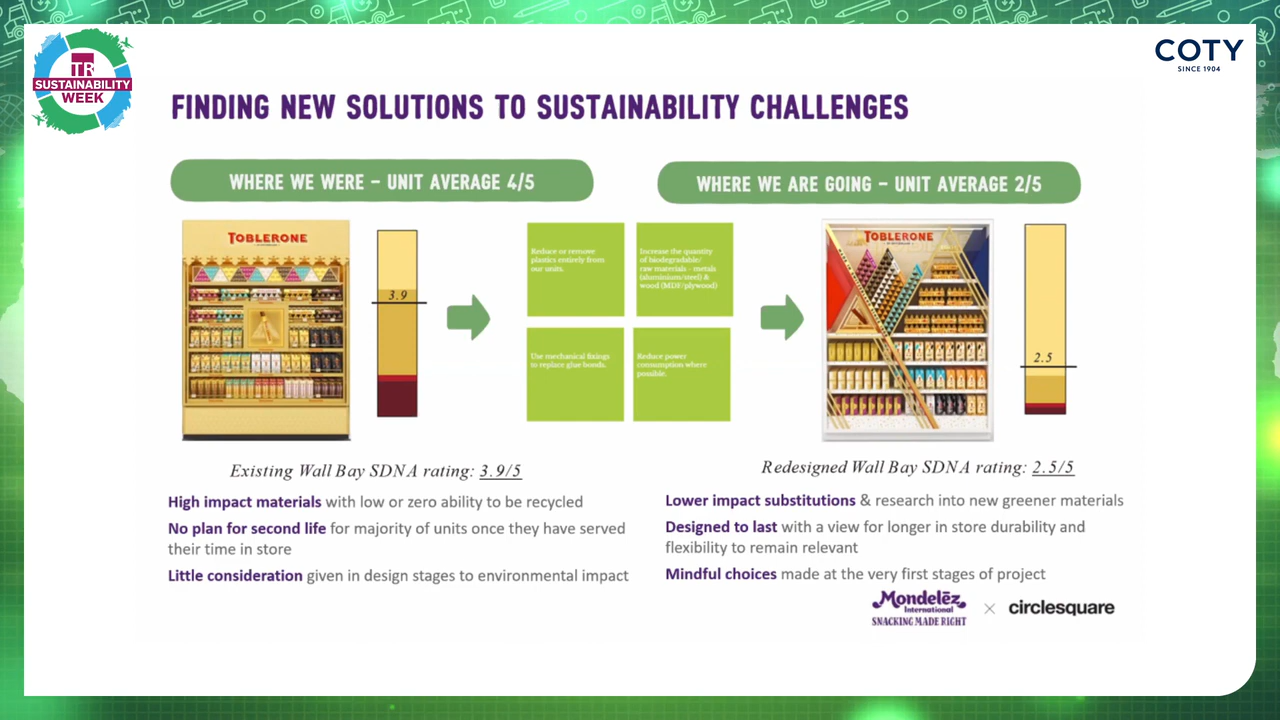 TR
SUSTAINABILITY
WEEK
COTY
SINCE 1904
FINDING NEW SOLUTIONS TO SUSTAINABILITY CHALLENGES
WHERE WE WERE – UNIT AVERAGE 4/5
WHERE WE ARE GOING – UNIT AVERAGE 2/5
TOBLERONE
3.9
Reduce or remove
plastics entirely from
our units.
Increase the quantity
of biodegradable/
raw materials - metals
(aluminium/steel) &
wood (MDF/plywood)
Use mechanical fixings
to replace glue bonds.
Reduce power
consumption where
possible.
TOBLERONE
2.5
Existing Wall Bay SDNA rating: 3.9/5
High impact materials with low or zero ability to be recycled
No plan for second life for majority of units once they have served
their time in store
Little consideration given in design stages to environmental impact
Redesigned Wall Bay SDNA rating: 2.5/5
Lower impact substitutions & research into new greener materials
Designed to last with a view for longer in store durability and
flexibility to remain relevant
Mindful choices made at the very first stages of project
Mondelēz
International
SNACKING MADE RIGHT
× circlesquare